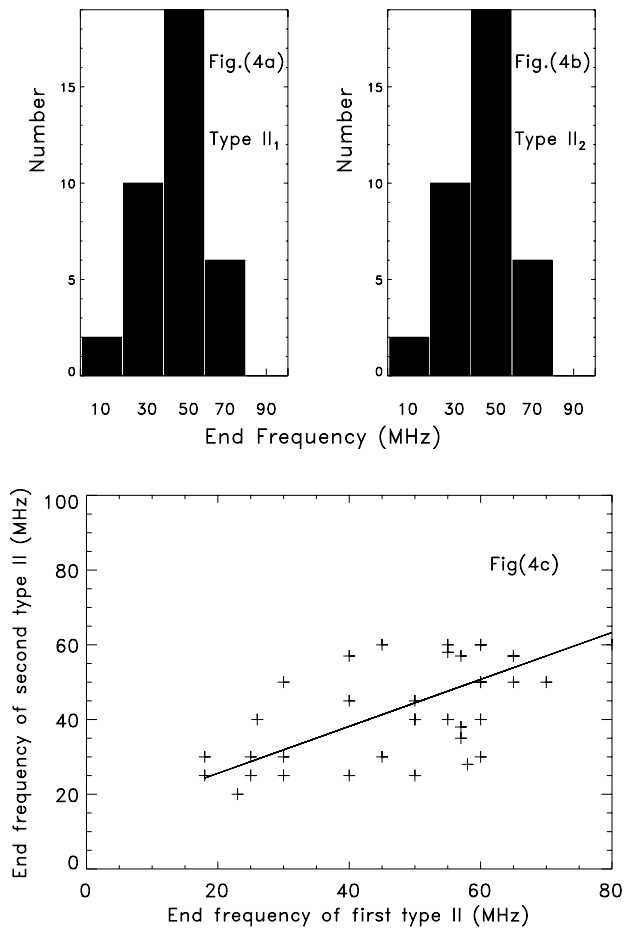 Fig.(4a)
Type II₁
Number
15
10
5
0
10 30 50 70 90
Fig.(4b)
Type II₂
Number
15
10
5
0
10 30 50 70 90
End Frequency (MHz)
Fig(4c)
End frequency of second type II (MHz)
100
80
60
40
20
0
0 20 40 60 80
End frequency of first type II (MHz)